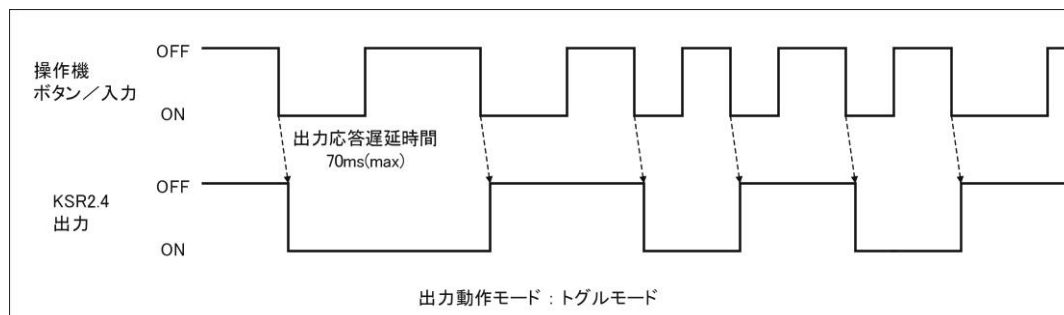 OFF
操作機
ボタン／入力
ON
出力応答遅延時間
70ms(max)
OFF
KSR2.4
出力
ON
出力動作モード：トグルモード